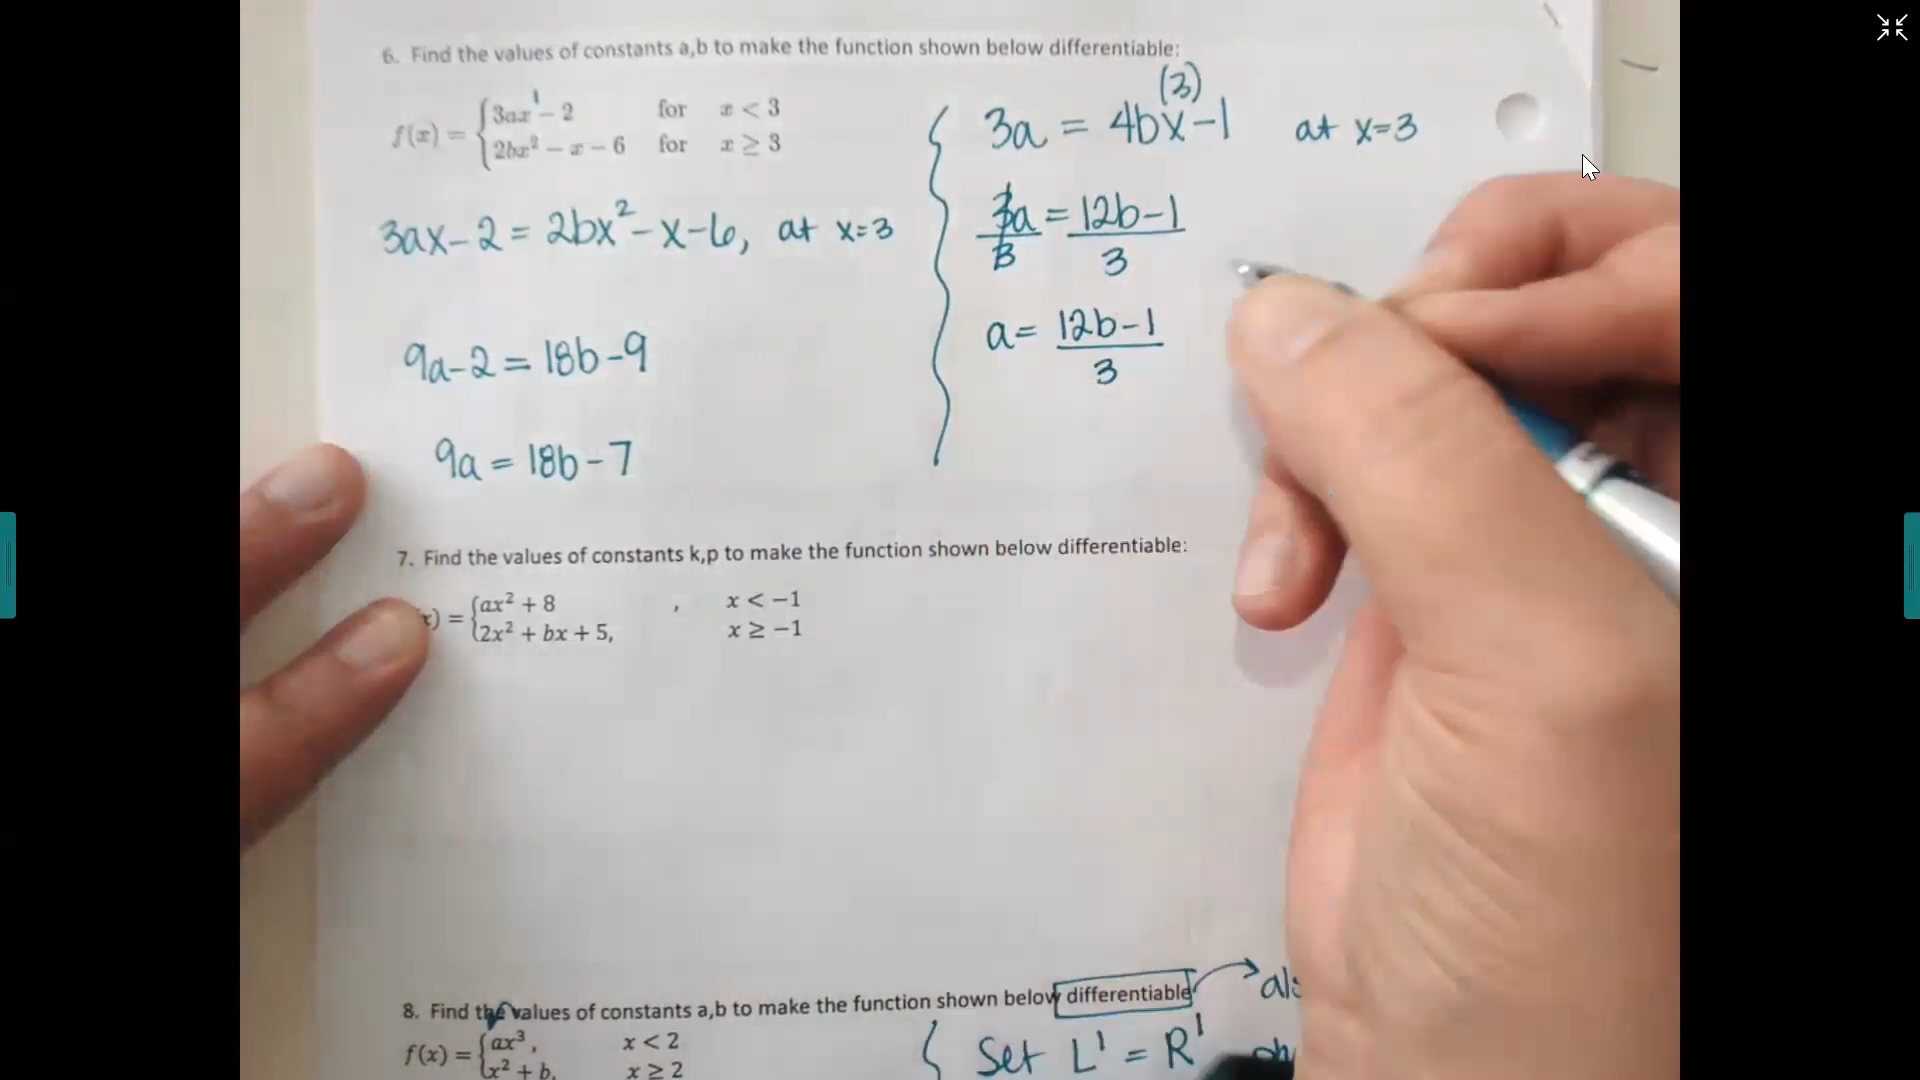 6. Find the values of constants a,b to make the function shown below differentiable:
f(x) = { 3ax¹ - 2 for x < 3
2bx² - x - 6 for x ≥ 3
3ax - 2 = 2bx² - x - 6, at x=3
9a - 2 = 18b - 9
9a = 18b - 7
(3)
3a = 4bx - 1 at x=3
3a = 12b - 1
3 3
a = 12b - 1
3
7. Find the values of constants k,p to make the function shown below differentiable:
x) = { ax² + 8 , x < −1
2x² + bx + 5, x ≥ −1
8. Find the values of constants a,b to make the function shown below differentiable
f(x) = { ax³, x < 2
x² + b, x ≥ 2
Set L' = R'